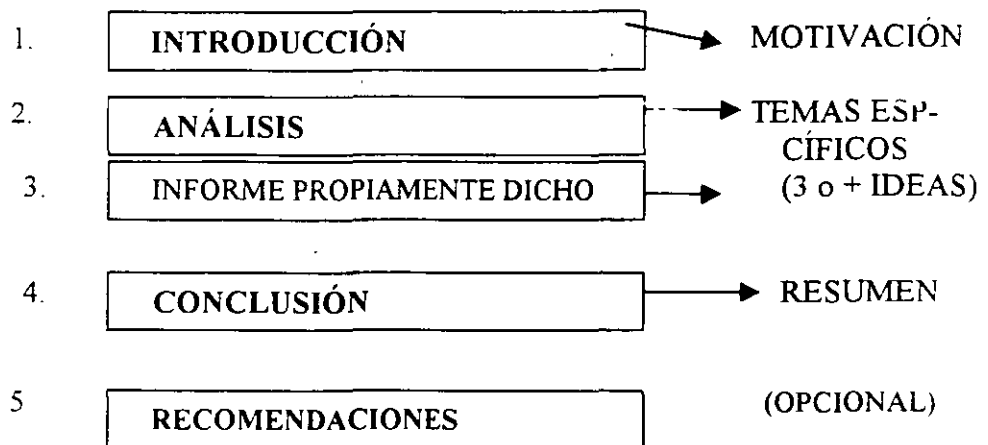 1. INTRODUCCIÓN MOTIVACIÓN
2. ANÁLISIS TEMAS ESP-
CÍFICOS
3. INFORME PROPIAMENTE DICHO (3 o + IDEAS)
4. CONCLUSIÓN RESUMEN
5 RECOMENDACIONES (OPCIONAL)